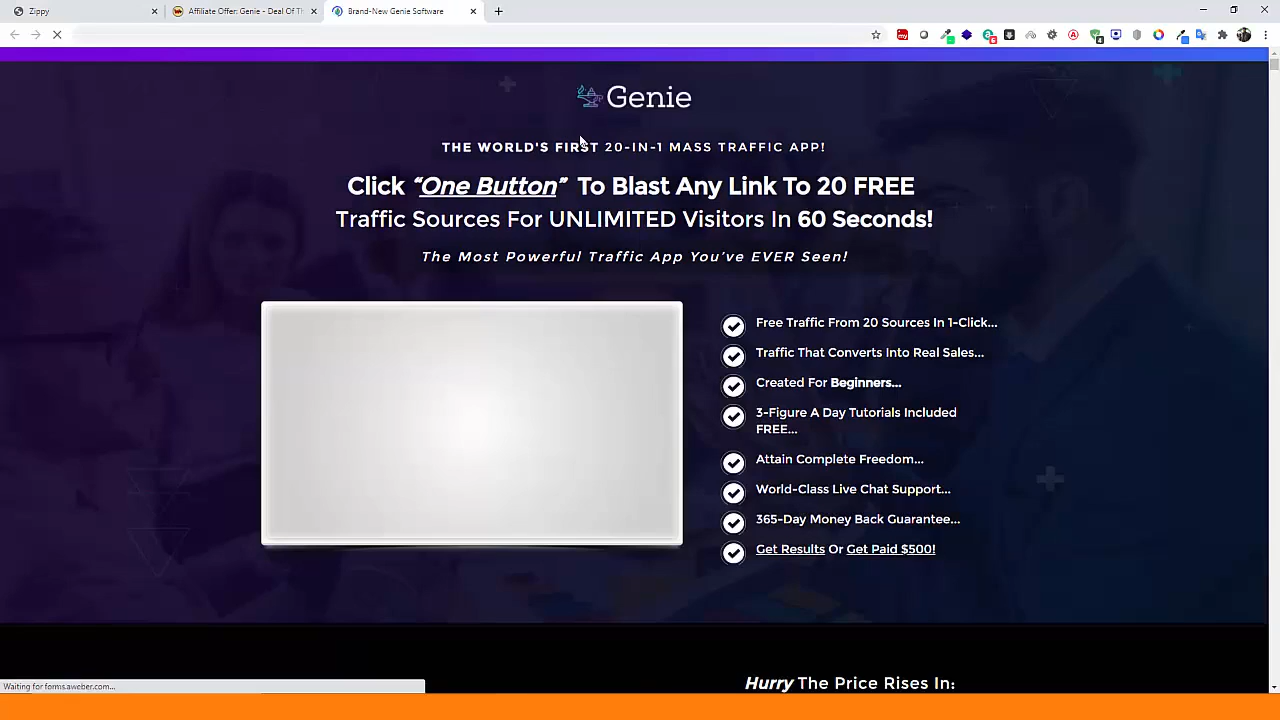 Zippy
Affiliate Offer: Genie - Deal Of Th
Brand-New Genie Software
Genie
THE WORLD'S FIRST 20-IN-1 MASS TRAFFIC APP!
Click “One Button” To Blast Any Link To 20 FREE
Traffic Sources For UNLIMITED Visitors In 60 Seconds!
The Most Powerful Traffic App You've EVER Seen!
Free Traffic From 20 Sources In 1-Click...
Traffic That Converts Into Real Sales...
Created For Beginners...
3-Figure A Day Tutorials Included
FREE...
Attain Complete Freedom...
World-Class Live Chat Support...
365-Day Money Back Guarantee...
Get Results Or Get Paid $500!
Waiting for forms.aweber.com...
Hurry The Price Rises In: